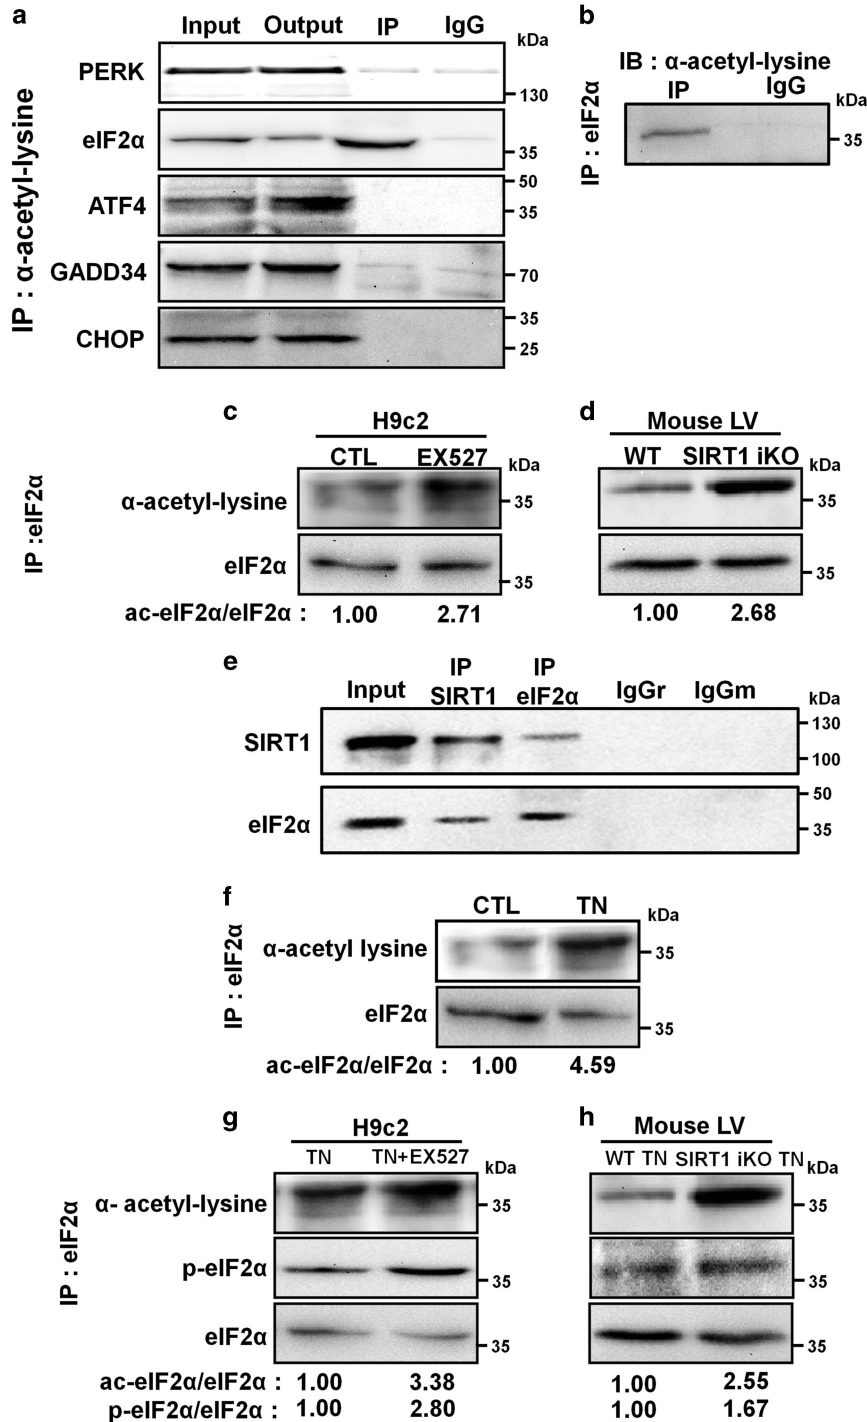 a
Input Output IP IgG
kDa
IP : α-acetyl-lysine
PERK
130
eIF2α
35
50
ATF4
35
GADD34
70
35
CHOP
25
b
IB : α-acetyl-lysine
IP IgG
kDa
IP : eIF2α
35
c
H9c2
CTL EX527
kDa
IP :eIF2α
α-acetyl-lysine
35
eIF2α
35
ac-eIF2α/eIF2α : 1.00 2.71
d
Mouse LV
WT SIRT1 iKO
kDa
35
35
1.00 2.68
e
Input IP SIRT1 IP eIF2α IgGr IgGm
kDa
130
SIRT1
100
50
eIF2α
35
f
CTL TN
kDa
IP : eIF2α
α-acetyl lysine
35
eIF2α
35
ac-eIF2α/eIF2α : 1.00 4.59
g
H9c2
TN TN+EX527
kDa
IP : eIF2α
α- acetyl-lysine
35
p-eIF2α
35
eIF2α
35
ac-eIF2α/eIF2α : 1.00 3.38
p-eIF2α/eIF2α : 1.00 2.80
h
Mouse LV
WT TN SIRT1 iKO TN
kDa
35
35
35
1.00 2.55
1.00 1.67